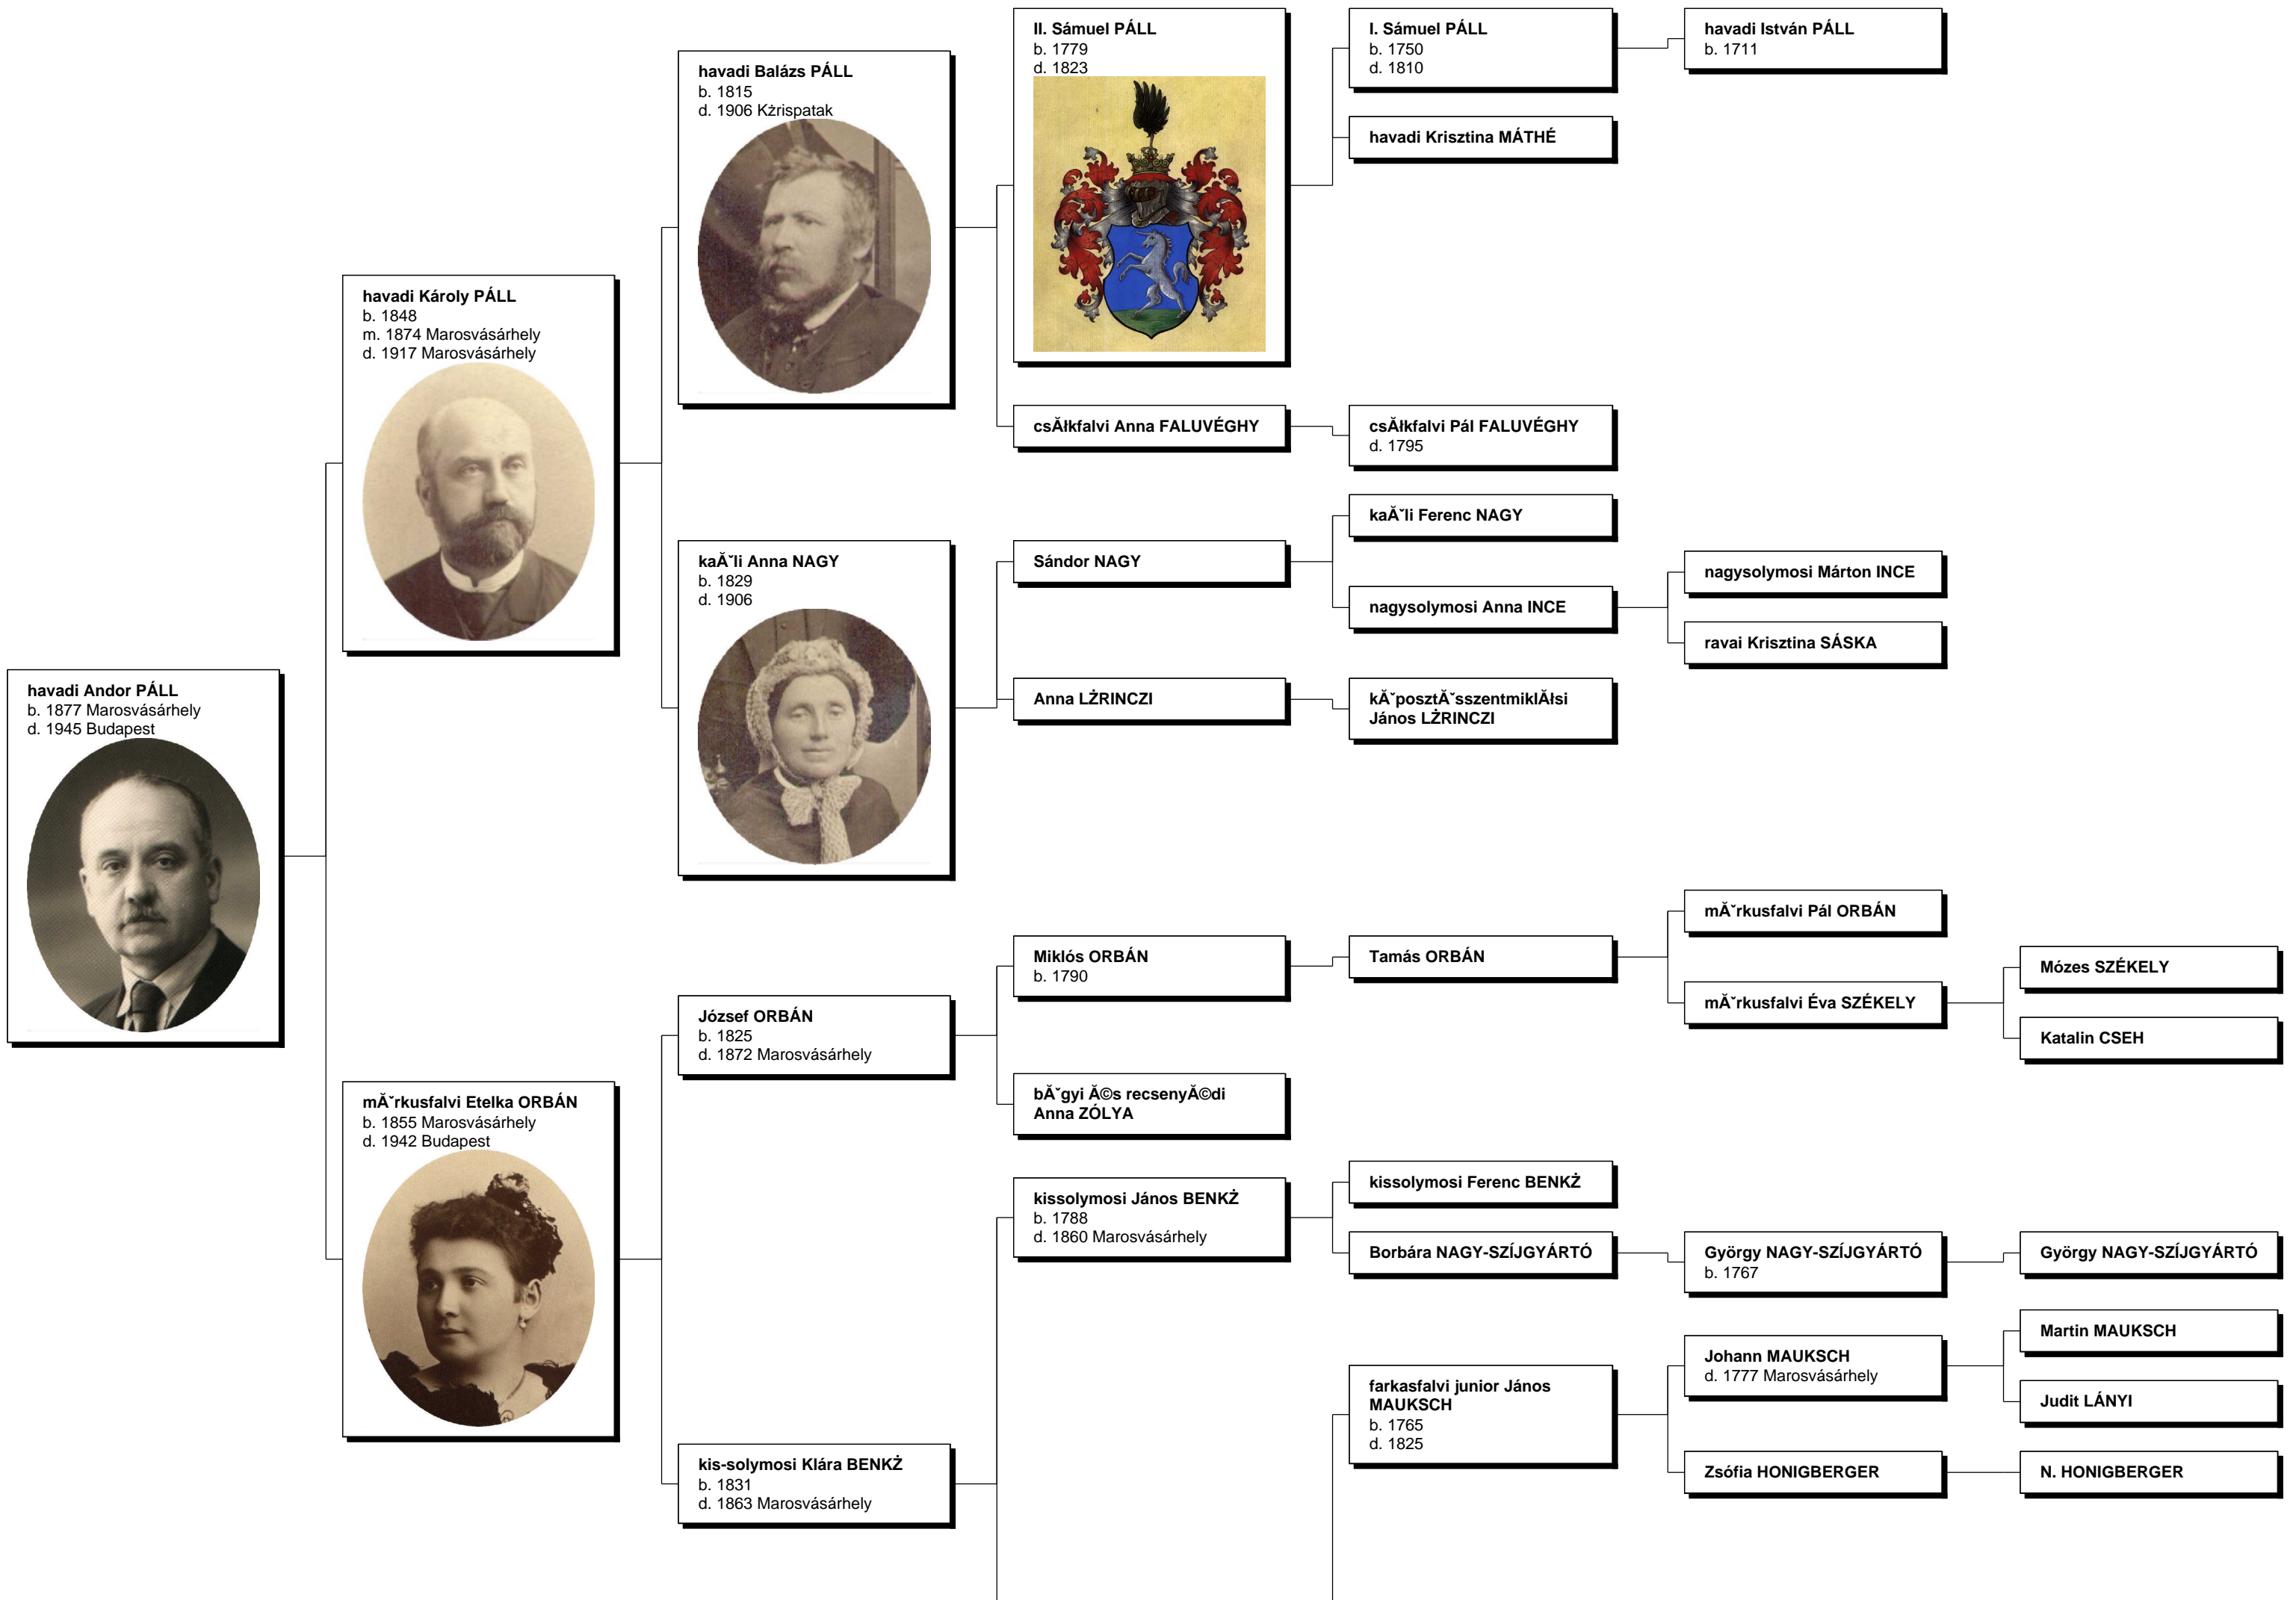 havadi Andor PÁLL
b. 1877 Marosvásárhely
d. 1945 Budapest
havadi Károly PÁLL
b. 1848
m. 1874 Marosvásárhely
d. 1917 Marosvásárhely
mĂˇrkusfalvi Etelka ORBÁN
b. 1855 Marosvásárhely
d. 1942 Budapest
havadi Balázs PÁLL
b. 1815
d. 1906 Kżrispatak
kaĂˇli Anna NAGY
b. 1829
d. 1906
József ORBÁN
b. 1825
d. 1872 Marosvásárhely
kis-solymosi Klára BENKŻ
b. 1831
d. 1863 Marosvásárhely
II. Sámuel PÁLL
b. 1779
d. 1823
csĂłkfalvi Anna FALUVÉGHY
Sándor NAGY
Anna LŻRINCZI
Miklós ORBÁN
b. 1790
bĂˇgyi Ă©s recsenyĂ©di
Anna ZÓLYA
kissolymosi János BENKŻ
b. 1788
d. 1860 Marosvásárhely
I. Sámuel PÁLL
b. 1750
d. 1810
havadi Krisztina MÁTHÉ
csĂłkfalvi Pál FALUVÉGHY
d. 1795
kaĂˇli Ferenc NAGY
nagysolymosi Anna INCE
kĂˇposztĂˇsszentmiklĂłsi
János LŻRINCZI
Tamás ORBÁN
kissolymosi Ferenc BENKŻ
Borbára NAGY-SZÍJGYÁRTÓ
farkasfalvi junior János
MAUKSCH
b. 1765
d. 1825
havadi István PÁLL
b. 1711
nagysolymosi Márton INCE
ravai Krisztina SÁSKA
mĂˇrkusfalvi Pál ORBÁN
mĂˇrkusfalvi Éva SZÉKELY
György NAGY-SZÍJGYÁRTÓ
b. 1767
Johann MAUKSCH
d. 1777 Marosvásárhely
Zsófia HONIGBERGER
Mózes SZÉKELY
Katalin CSEH
György NAGY-SZÍJGYÁRTÓ
Martin MAUKSCH
Judit LÁNYI
N. HONIGBERGER